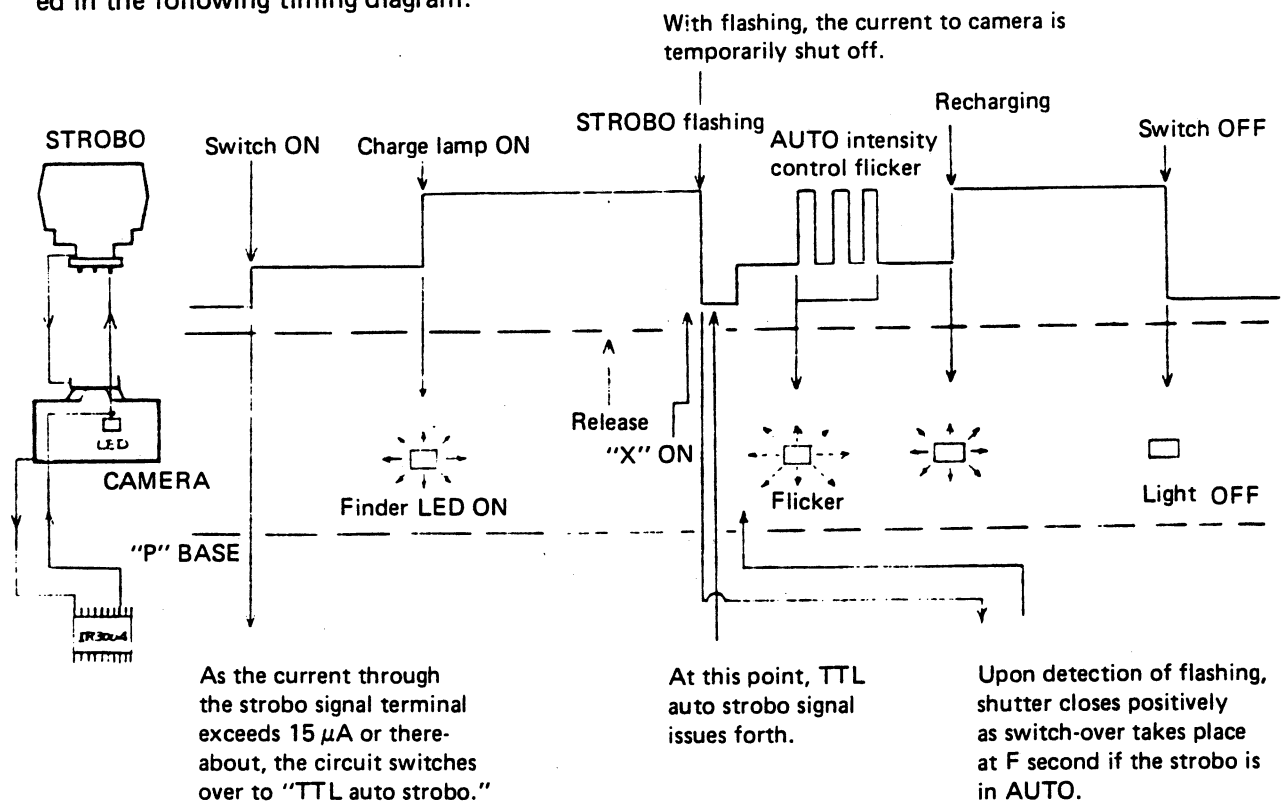 ed in the following timing diagram.
With flashing, the current to camera is
temporarily shut off.
Recharging
STROBO flashing
Switch OFF
STROBO
Switch ON
Charge lamp ON
AUTO intensity
control flicker
Release
"X" ON
LED
CAMERA
Finder LED ON
Flicker
Light OFF
"P" BASE
IR3004
As the current through
the strobo signal terminal
exceeds 15 μA or there-
about, the circuit switches
over to "TTL auto strobo."
At this point, TTL
auto strobo signal
issues forth.
Upon detection of flashing,
shutter closes positively
as switch-over takes place
at F second if the strobo is
in AUTO.